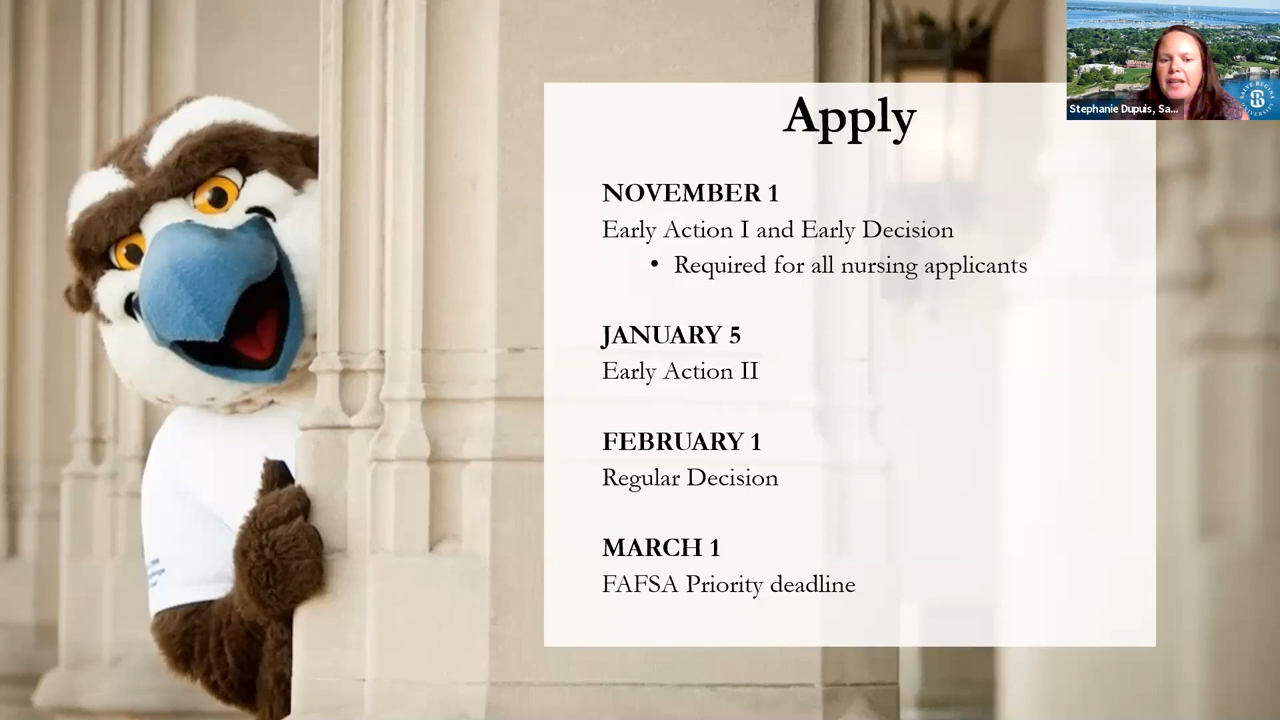 Apply
NOVEMBER 1
Early Action I and Early Decision
• Required for all nursing applicants
JANUARY 5
Early Action II
FEBRUARY 1
Regular Decision
MARCH 1
FAFSA Priority deadline
Stephanie Dupuis, Sa...